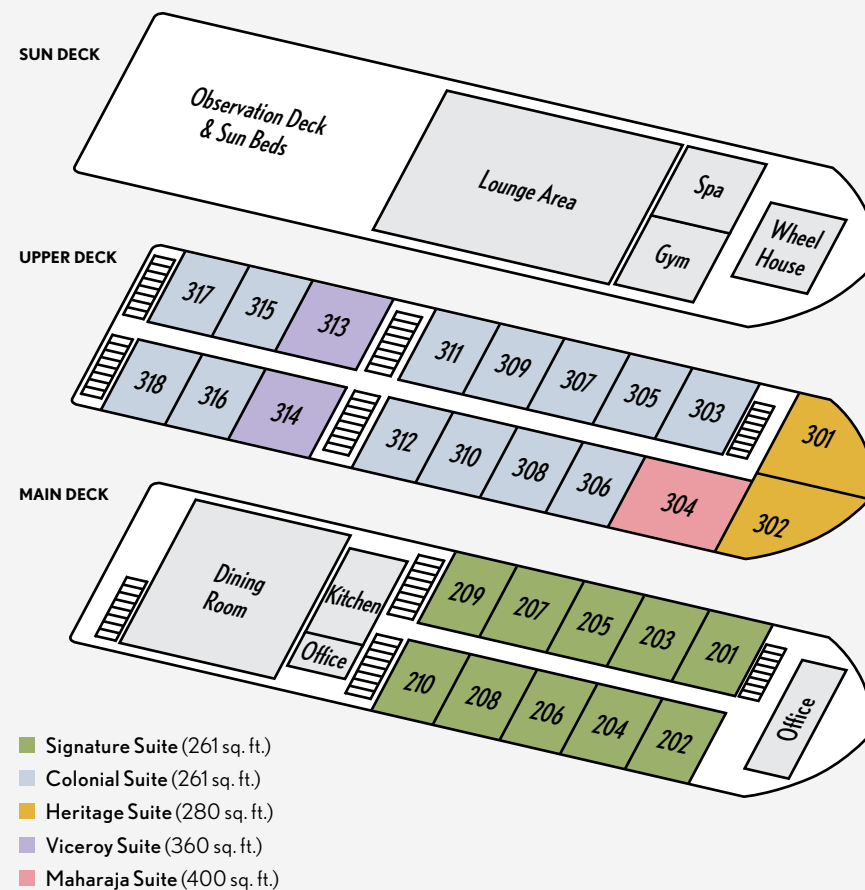 SUN DECK
Observation Deck
& Sun Beds
Lounge Area
Spa
Gym
Wheel
House
UPPER DECK
317
315
313
311
309
307
305
303
301
318
316
314
312
310
308
306
304
302
MAIN DECK
Dining
Room
Kitchen
Office
209
207
205
203
201
210
208
206
204
202
Office
Signature Suite (261 sq. ft.)
Colonial Suite (261 sq. ft.)
Heritage Suite (280 sq. ft.)
Viceroy Suite (360 sq. ft.)
Maharaja Suite (400 sq. ft.)